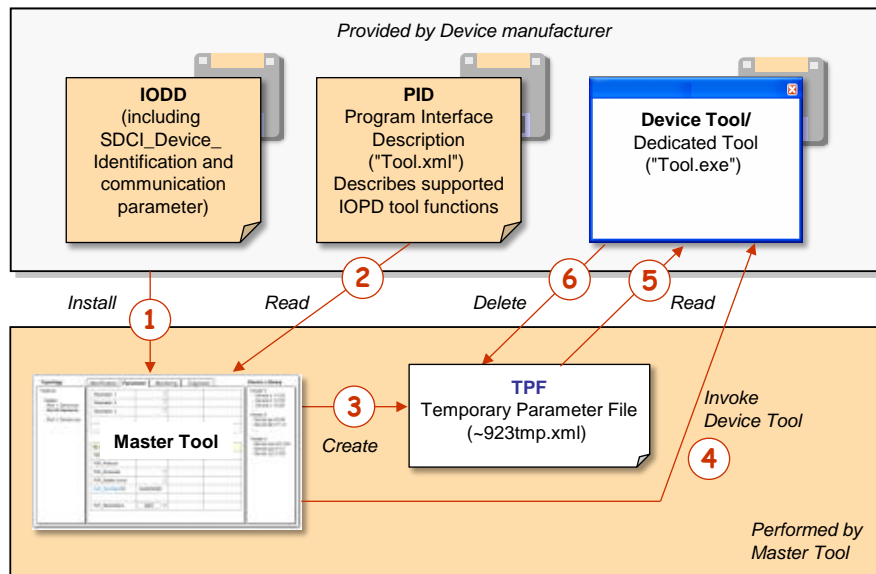 Provided by Device manufacturer
IODD
(including
SDCI_Device_
Identification and
communication
parameter)
PID
Program Interface
Description
("Tool.xml")
Describes supported
IOPD tool functions
Device Tool/
Dedicated Tool
("Tool.exe")
Install
1
Read
2
Delete
6
5
Read
Master Tool
3
Create
TPF
Temporary Parameter File
(~923tmp.xml)
Invoke
Device Tool
4
Performed by
Master Tool